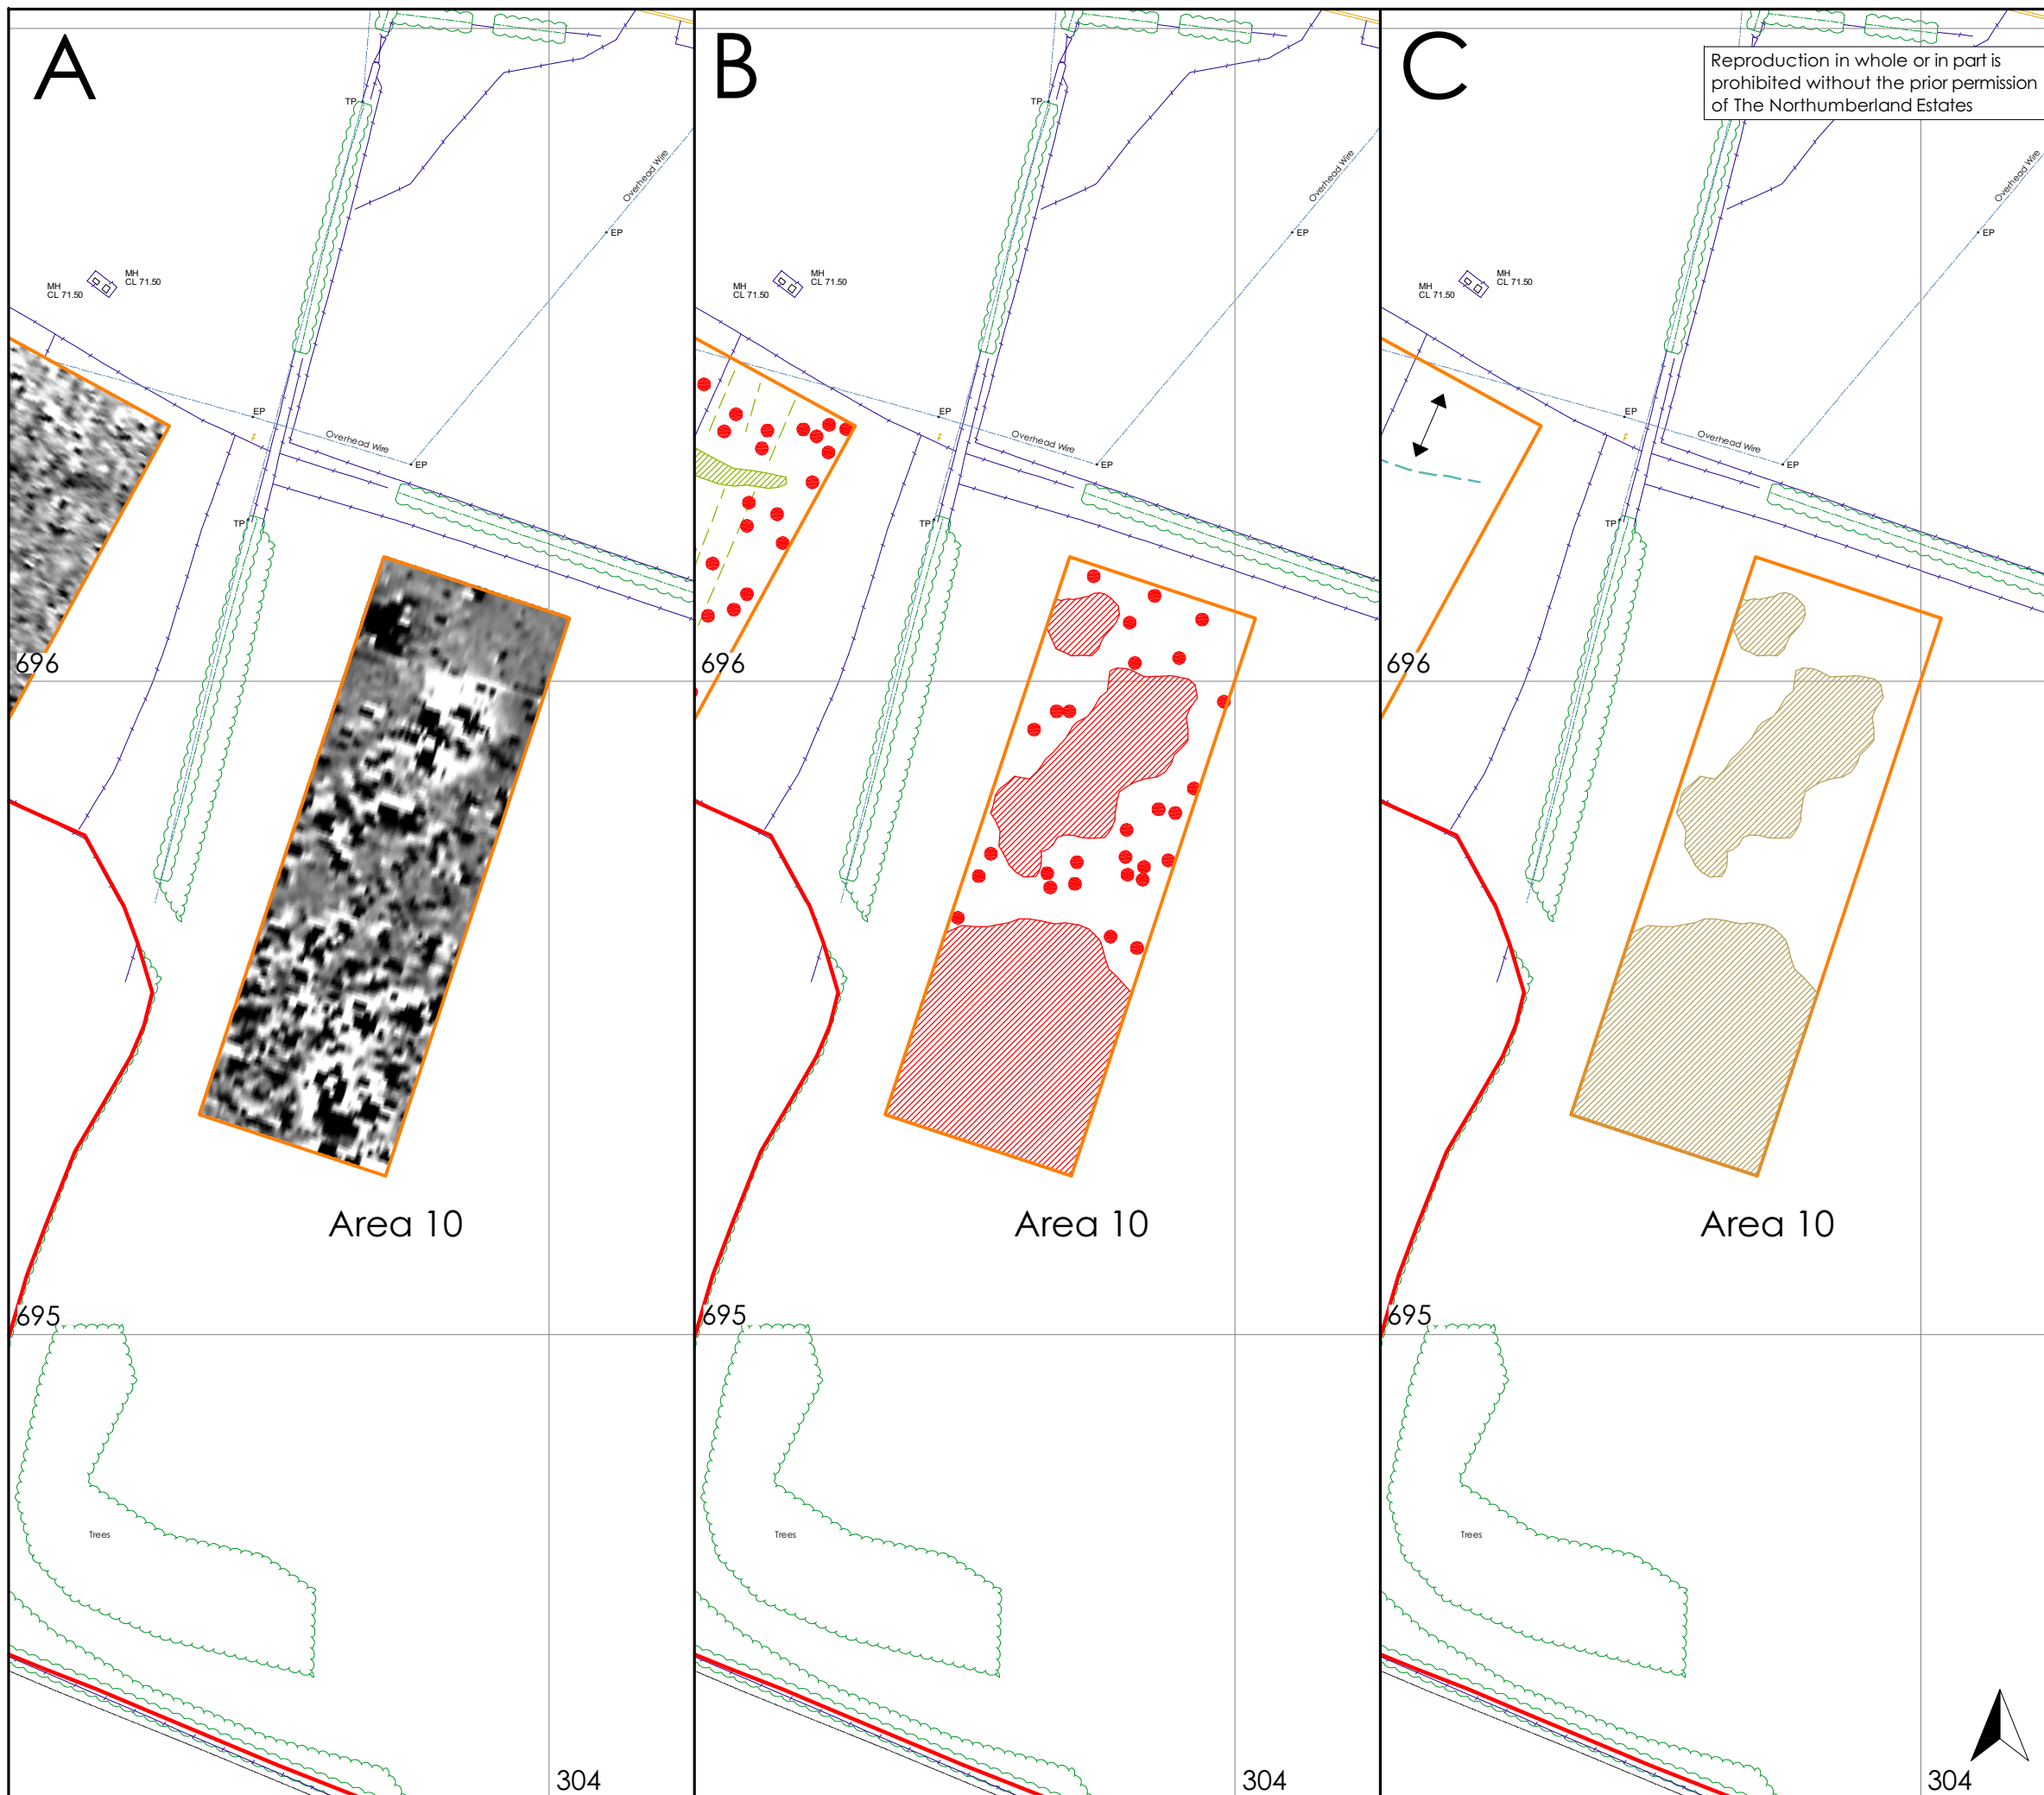 A
TP
Overhead Wire
EP
MH
CL 71.50
MH
CL 71.50
EP
F
Overhead Wire
EP
TP
696
Area 10
695
Trees
304
B
TP
Overhead Wire
EP
MH
CL 71.50
MH
CL 71.50
EP
F
Overhead Wire
EP
TP
696
Area 10
695
Trees
304
C
Reproduction in whole or in part is
prohibited without the prior permission
of The Northumberland Estates
Overhead Wire
EP
MH
CL 71.50
MH
CL 71.50
EP
F
Overhead Wire
EP
TP
696
Area 10
695
Trees
304